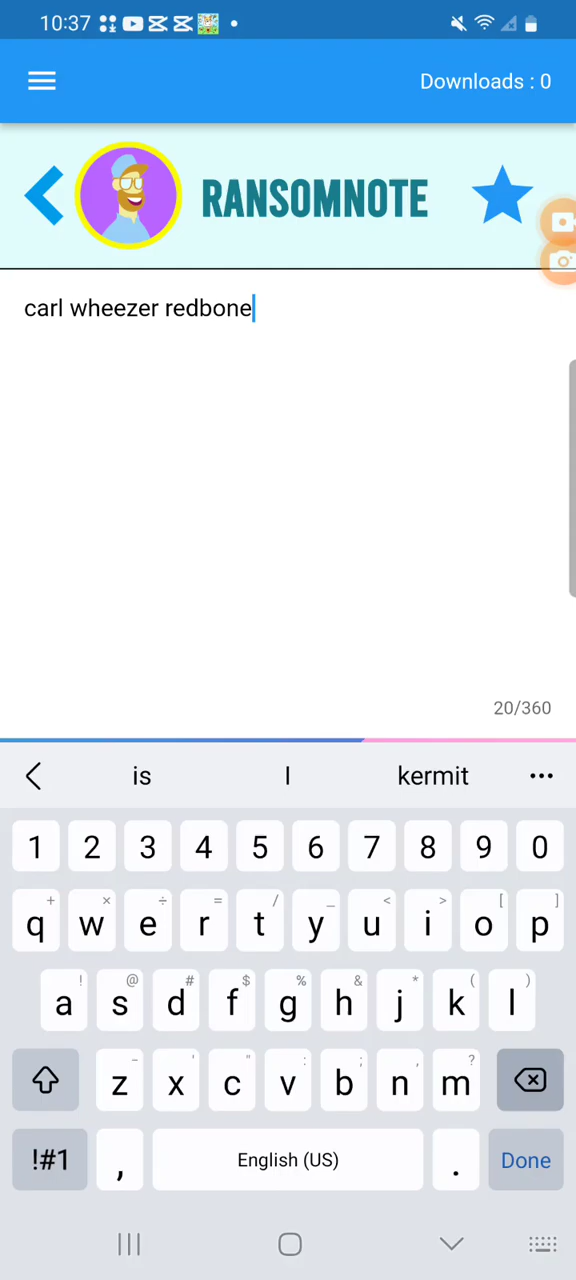 10:37
Downloads : 0
RANSOMNOTE
carl wheezer redbone
20/360
is I kermit ...
1 2 3 4 5 6 7 8 9 0
+ × ÷ = / _ < > [ ]
q w e r t y u i o p
! @ # $ % & * ( )
a s d f g h j k l
- ' " : ; , ?
z x c v b n m
!#1 , English (US) . Done